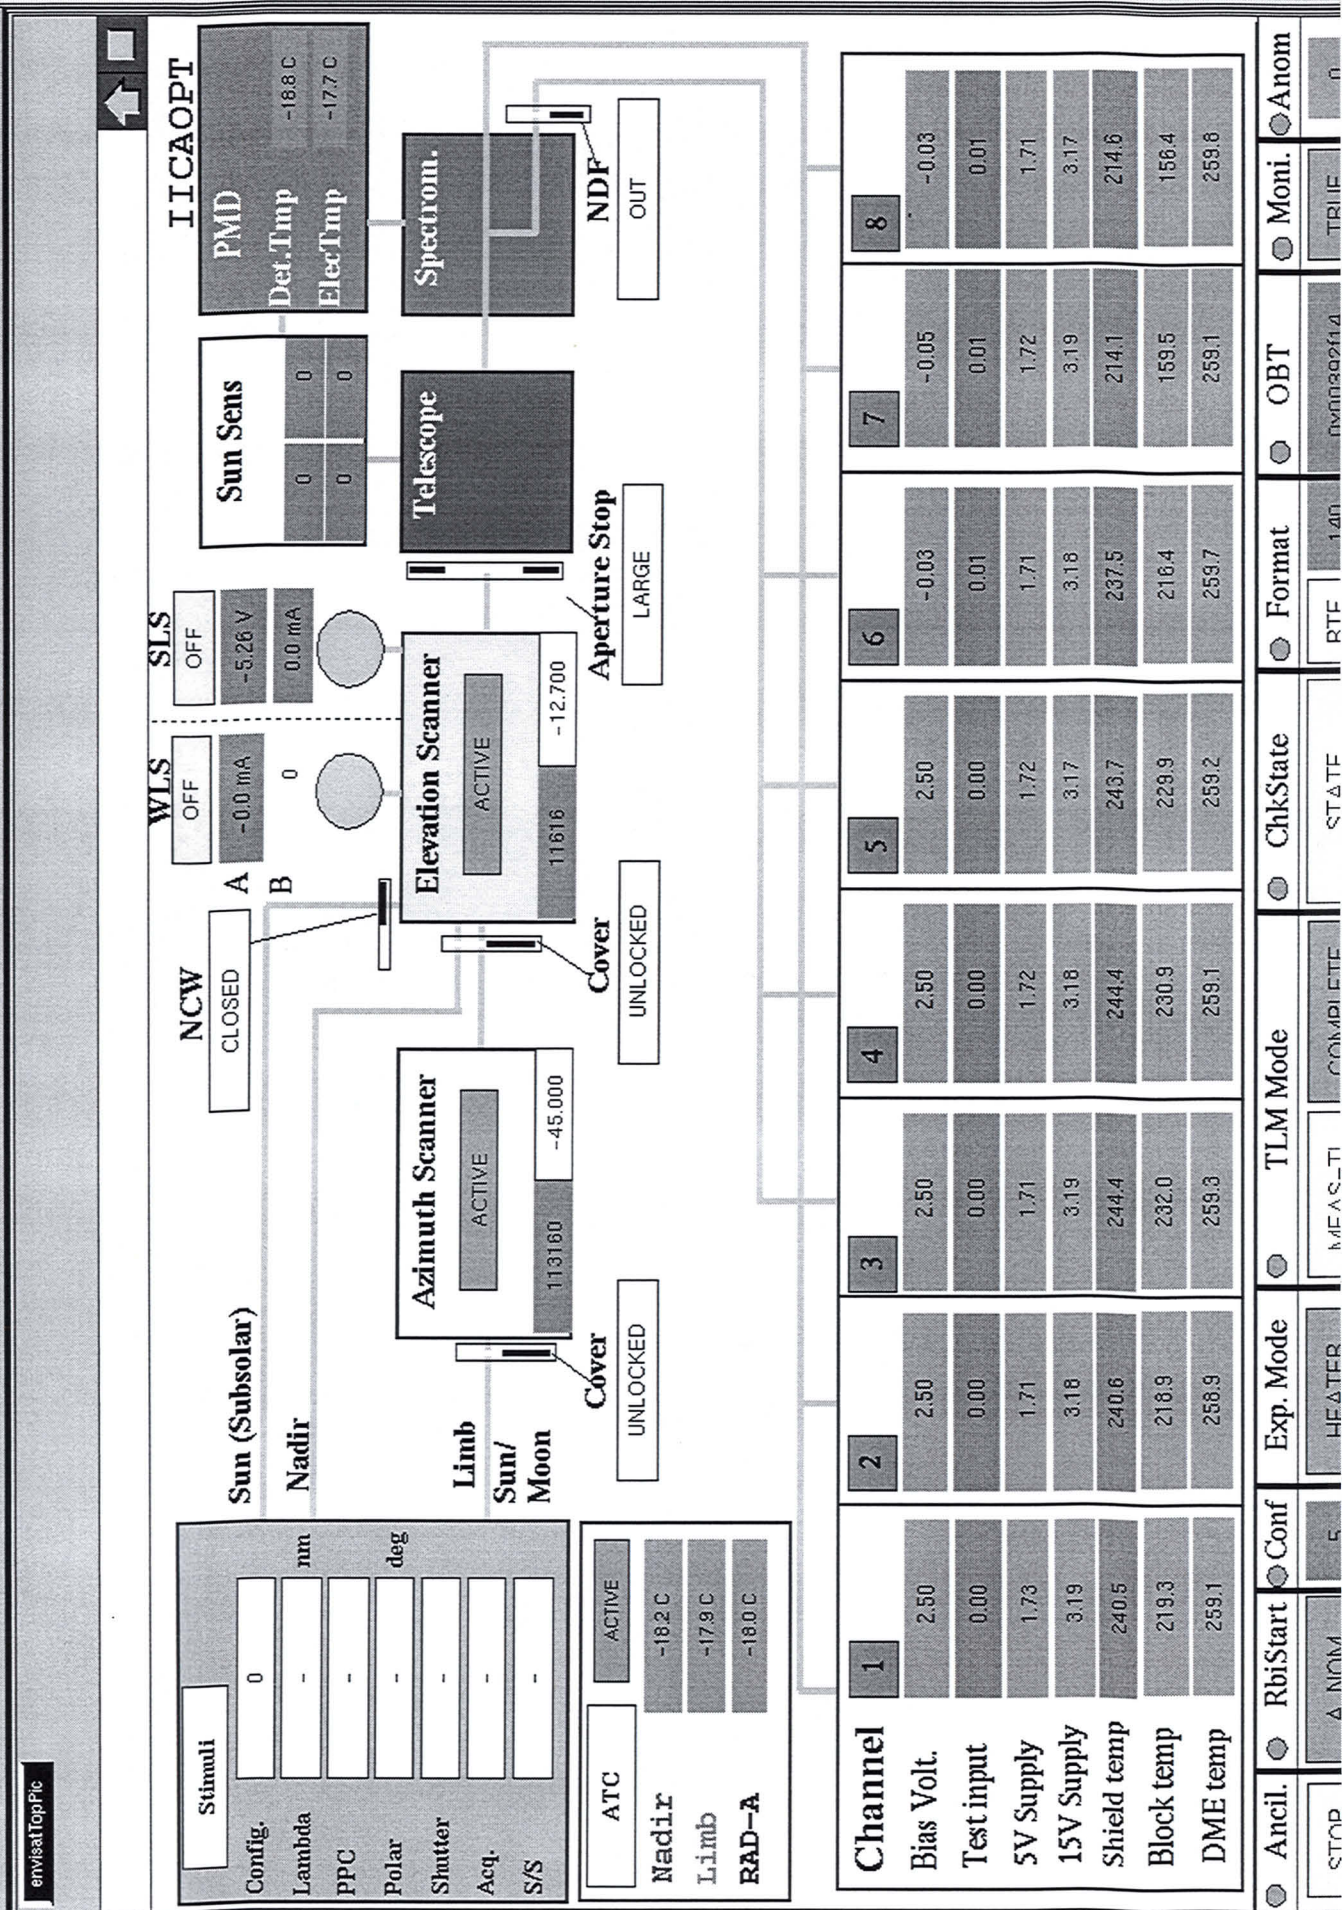 envisatTopPic
IICAOPT
Stimuli
Config. 0
Lambda -- nm
PPC --
Polar -- deg
Shutter --
Acq. --
S/S --
Sun (Subsolar)
Nadir
Limb
Sun/
Moon
NCW
CLOSED
WLS
OFF
A -0.0 mA
B 0
SLS
OFF
-5.26 V
0.0 mA
Sun Sens
0 0
0 0
PMD
Det.Tmp -18.8 C
ElecTmp -17.7 C
Azimuth Scanner
ACTIVE
113160 -45.000
Elevation Scanner
ACTIVE
11616 -12.700
Telescope
Spectrom.
Cover
UNLOCKED
Cover
UNLOCKED
Aperture Stop
LARGE
NDF
OUT
ATC ACTIVE
Nadir -18.2 C
Limb -17.9 C
RAD-A -18.0 C
Channel 1 2 3 4 5 6 7 8
Bias Volt. 2.50 2.50 2.50 2.50 2.50 -0.03 -0.05 -0.03
Test input 0.00 0.00 0.00 0.00 0.00 0.01 0.01 0.01
5V Supply 1.73 1.71 1.71 1.72 1.72 1.71 1.72 1.71
15V Supply 3.19 3.18 3.19 3.18 3.17 3.18 3.19 3.17
Shield temp 240.5 240.6 244.4 244.4 243.7 237.5 214.1 214.6
Block temp 219.3 218.9 232.0 230.9 229.9 216.4 159.5 156.4
DME temp 259.1 258.9 259.3 259.1 259.2 259.7 259.1 259.6
Ancil. RbiStart Conf Exp. Mode TLM Mode ChkState Format OBT Moni. Anom
STOP HEATER COMPLETE STATE RTF 140 TRUE